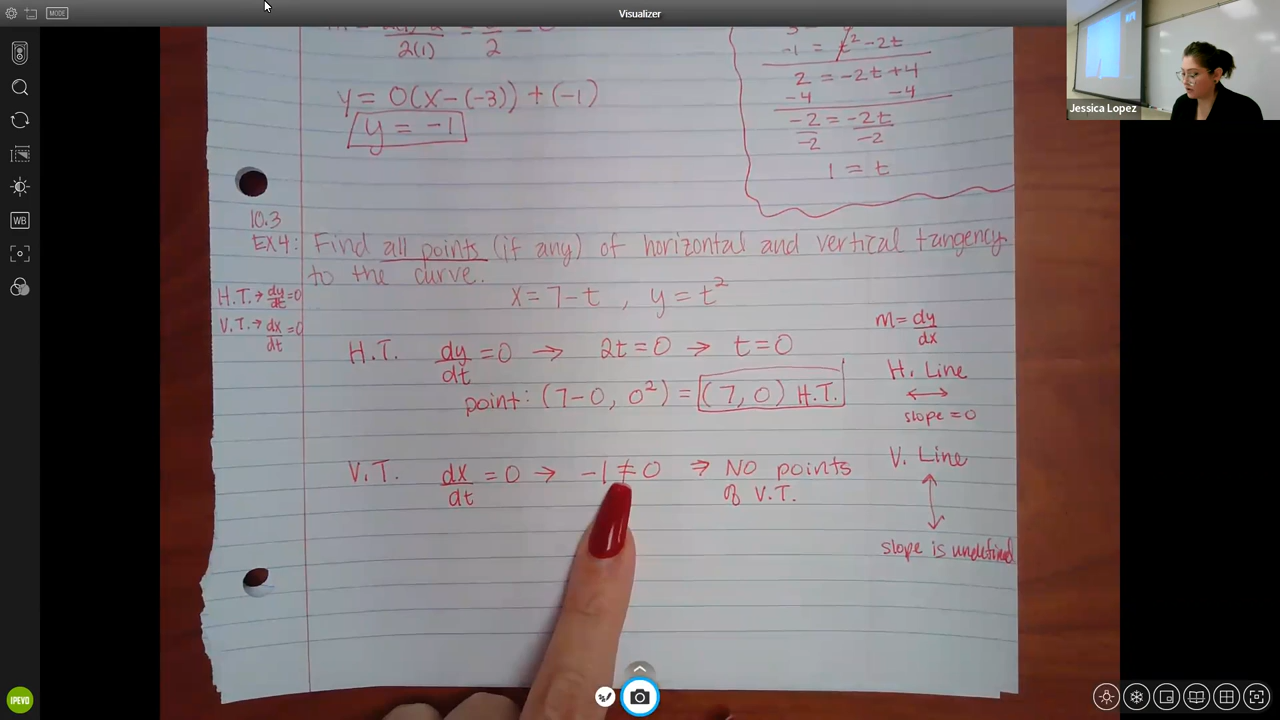 MODE
Visualizer
Jessica Lopez
WB
IPEVO
2(1) 2
y = 0(x-(-3)) + (-1)
y = -1
-1 = t² -2t
2 = -2t +4
-4 -4
-2 = -2t
-2 -2
1 = t
10.3
EX4: Find all points (if any) of horizontal and vertical tangency
to the curve.
x = 7-t , y = t²
H.T. → dy/dt = 0
V.T. → dx/dt = 0
H.T. dy/dt = 0 → 2t = 0 → t = 0
point: (7-0, 0²) = (7, 0) H.T.
V.T. dx/dt = 0 → -1 ≠ 0 ⇒ NO points
of V.T.
m = dy/dx
H. Line
↔
slope = 0
V. Line
↕
slope is undefined